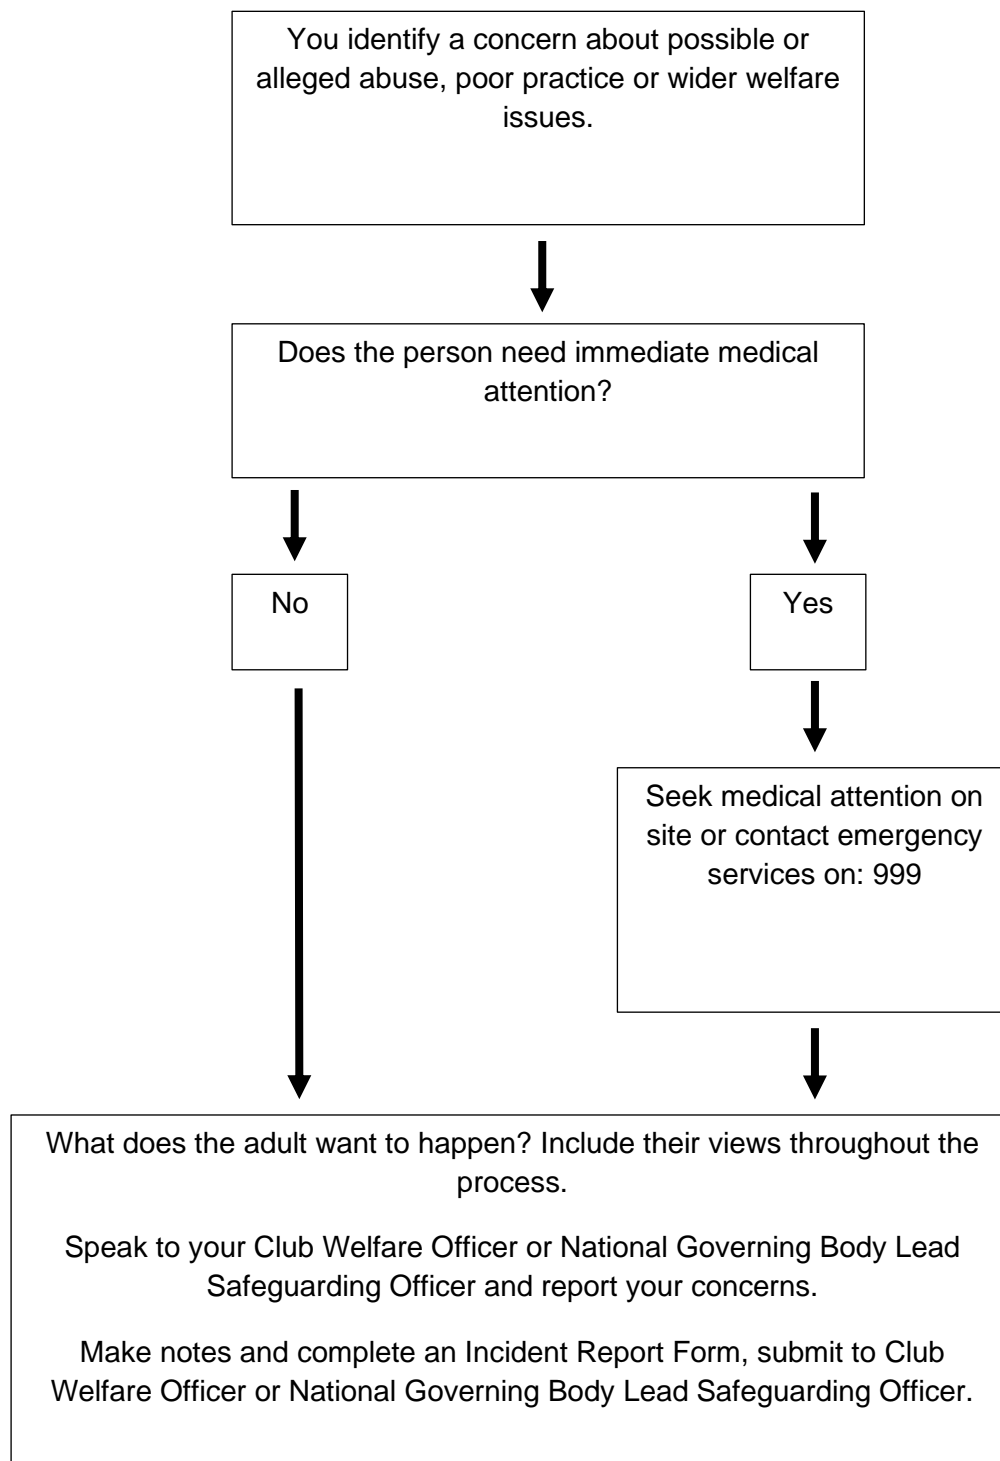 You identify a concern about possible or
alleged abuse, poor practice or wider welfare
issues.
Does the person need immediate medical
attention?
No
Yes
Seek medical attention on
site or contact emergency
services on: 999
What does the adult want to happen? Include their views throughout the
process.
Speak to your Club Welfare Officer or National Governing Body Lead
Safeguarding Officer and report your concerns.
Make notes and complete an Incident Report Form, submit to Club
Welfare Officer or National Governing Body Lead Safeguarding Officer.